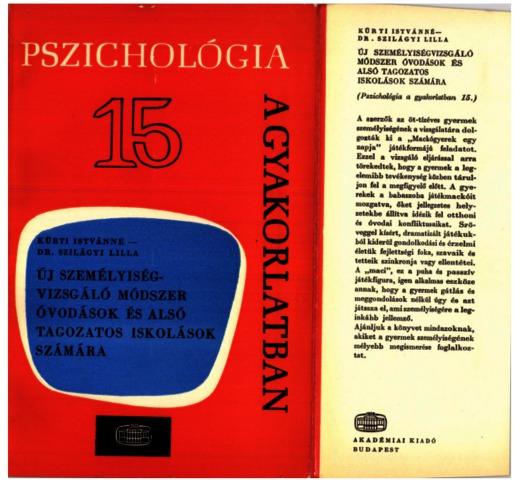 PSZICHOLÓGIA
15
A GYAKORLATBAN
KÜRTI ISTVÁNNÉ —
DR. SZILÁGYI LILLA
ÚJ SZEMÉLYISÉG-
VIZSGÁLÓ MÓDSZER
ÓVODÁSOK ÉS ALSÓ
TAGOZATOS ISKOLÁSOK
SZÁMÁRA
KÜRTI ISTVÁNNÉ—
DR. SZILÁGYI LILLA
ÚJ SZEMÉLYISÉGVIZSGÁLÓ
MÓDSZER ÓVODÁSOK ÉS
ALSÓ TAGOZATOS
ISKOLÁSOK SZÁMÁRA
(Pszichológia a gyakorlatban 15.)
A szerzők az öt-tízéves gyermek
személyiségének a vizsgálatára dol-
gozták ki a „Mackógyerek egy
napja” játékformájú feladatot.
Ezzel a vizsgáló eljárással arra
törekedtek, hogy a gyermek a leg-
elemibb tevékenység közben tárul-
jon fel a megfigyelő előtt. A gye-
rekek a babaszoba játékmackóit
mozgatva, őket jellegzetes hely-
zetekbe állítva idézik fel otthoni
és óvodai konfliktusaikat. Szö-
veggel kísért, dramatizált játékuk-
ból kiderül gondolkodási és érzelmi
életük fejlettségi foka, szavaik és
tetteik szinkronja vagy ellentétei.
A „maci”, ez a puha és passzív
játékfigura, igen alkalmas eszköze
annak, hogy a gyermek gátlás és
meggondolások nélkül úgy és azt
játssza el, ami személyiségére a leg-
inkább jellemző.
Ajánljuk a könyvet mindazoknak,
akiket a gyermek személyiségének
mélyebb megismerése foglalkoz-
tat.
AKADÉMIAI KIADÓ
BUDAPEST